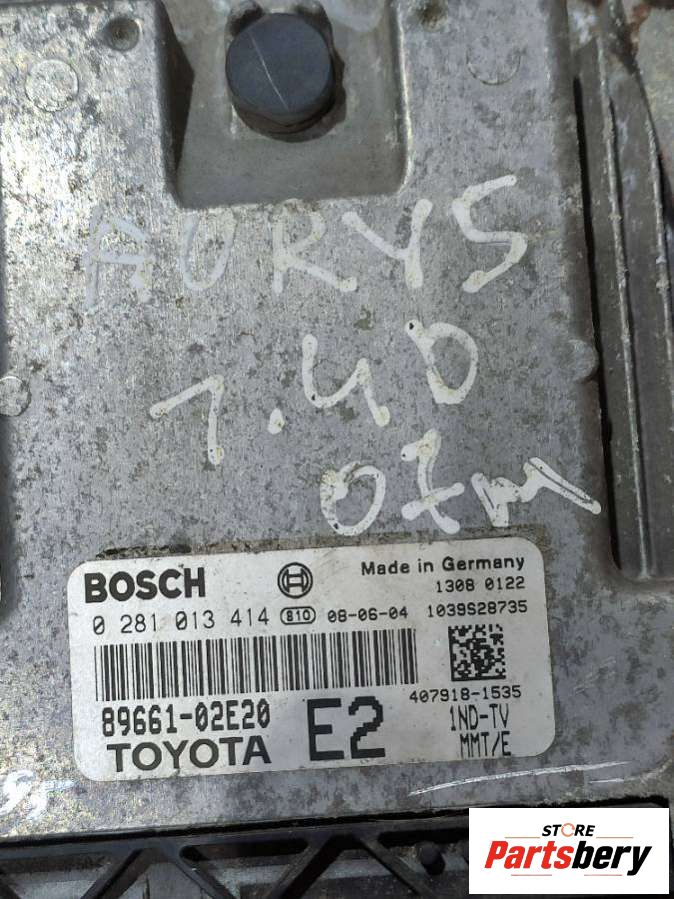 AURYS
1.4D
07m
BOSCH
Made in Germany
1308 0122
0 281 013 414 B10 08-06-04 1039S28735
407918-1535
89661-02E20 E2 1ND-TV
TOYOTA MMT/E
STORE
Partsbery